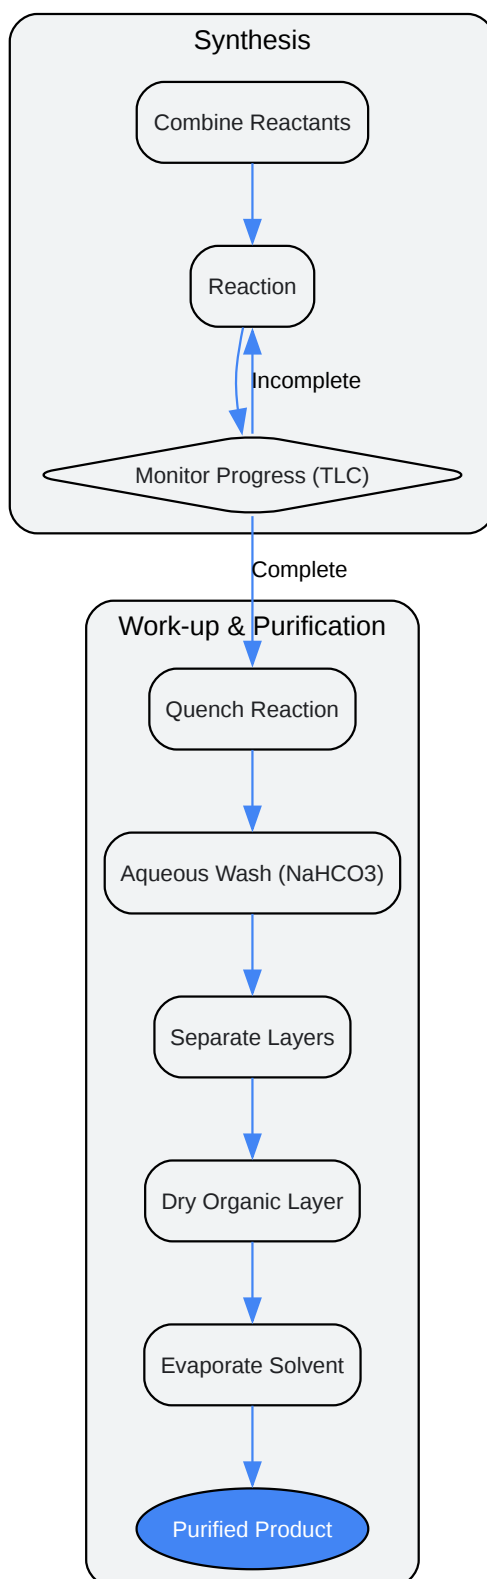 Synthesis
Combine Reactants
Reaction
Incomplete
Monitor Progress (TLC)
Complete
Work-up & Purification
Quench Reaction
Aqueous Wash (NaHCO3)
Separate Layers
Dry Organic Layer
Evaporate Solvent
Purified Product